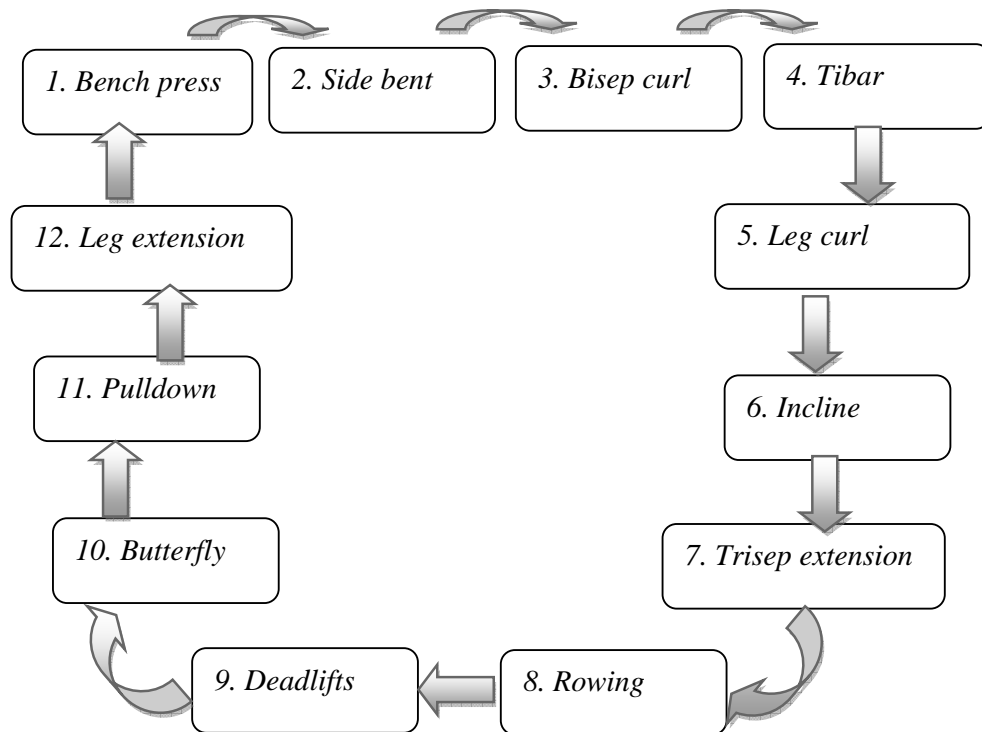 1. Bench press
2. Side bent
3. Bisep curl
4. Tibar
5. Leg curl
6. Incline
7. Trisep extension
8. Rowing
9. Deadlifts
10. Butterfly
11. Pulldown
12. Leg extension